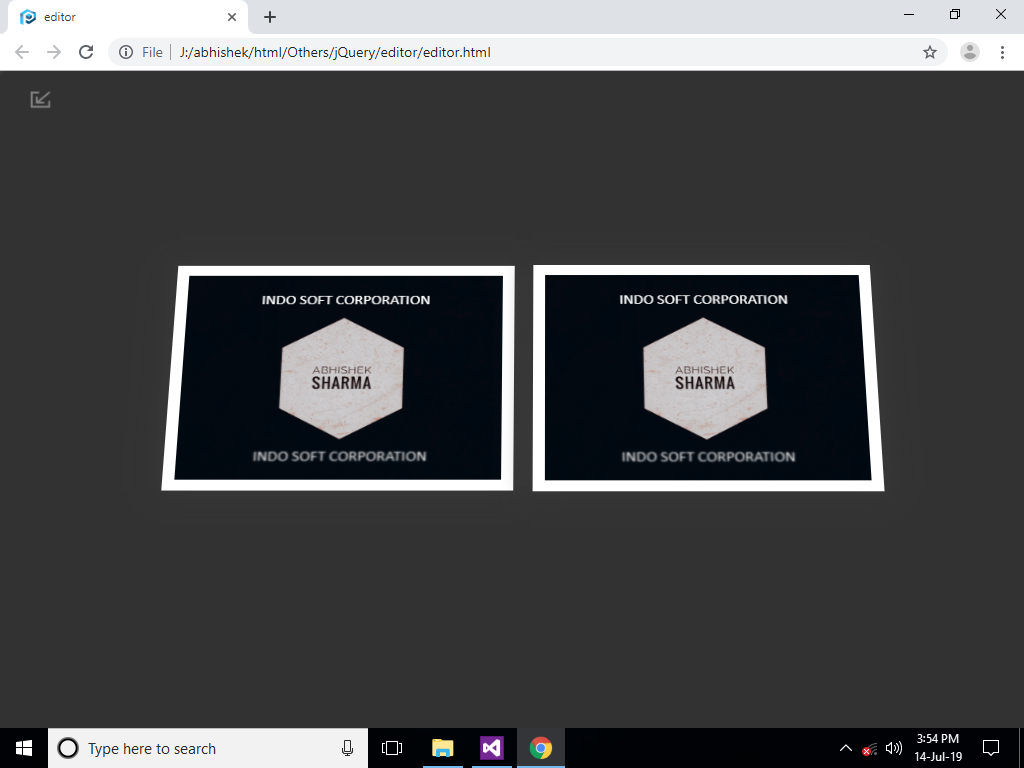 editor
File
J:/abhishek/html/Others/jQuery/editor/editor.html
INDO SOFT CORPORATION
ABHISHEK
SHARMA
INDO SOFT CORPORATION
INDO SOFT CORPORATION
ABHISHEK
SHARMA
INDO SOFT CORPORATION
Type here to search
3:54 PM
14-Jul-19